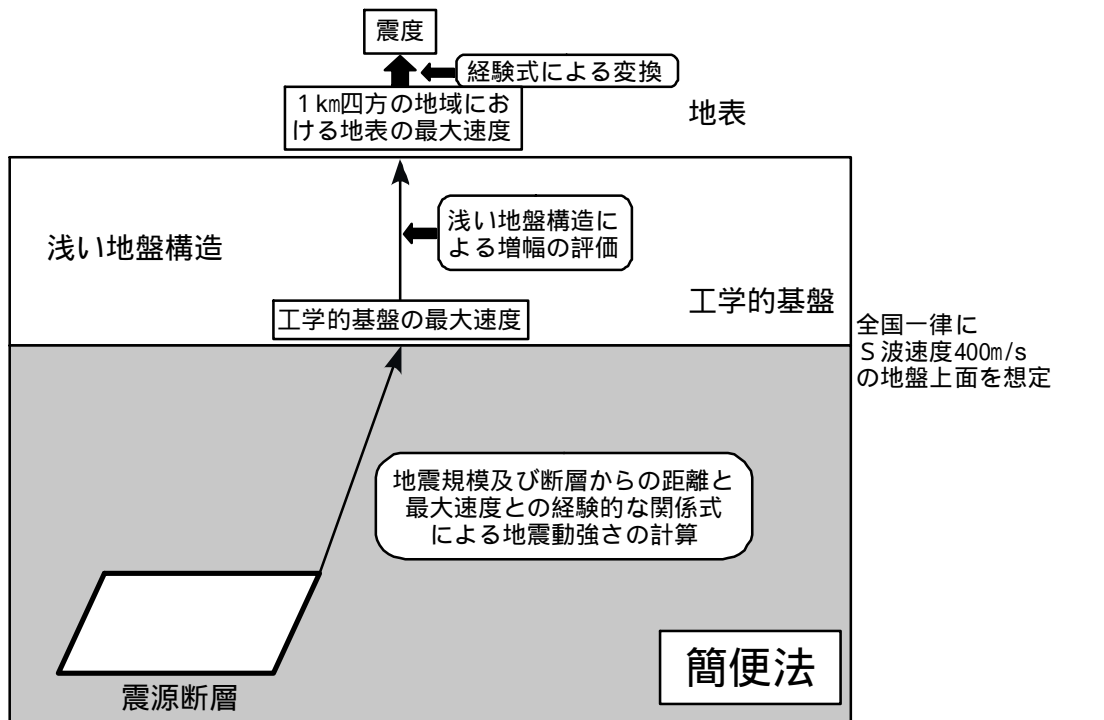 震度
経験式による変換
１㎞四方の地域にお
ける地表の最大速度
地表
浅い地盤構造
浅い地盤構造に
よる増幅の評価
工学的基盤の最大速度
工学的基盤
全国一律に
Ｓ波速度400m/s
の地盤上面を想定
地震規模及び断層からの距離と
最大速度との経験的な関係式
による地震動強さの計算
震源断層
簡便法